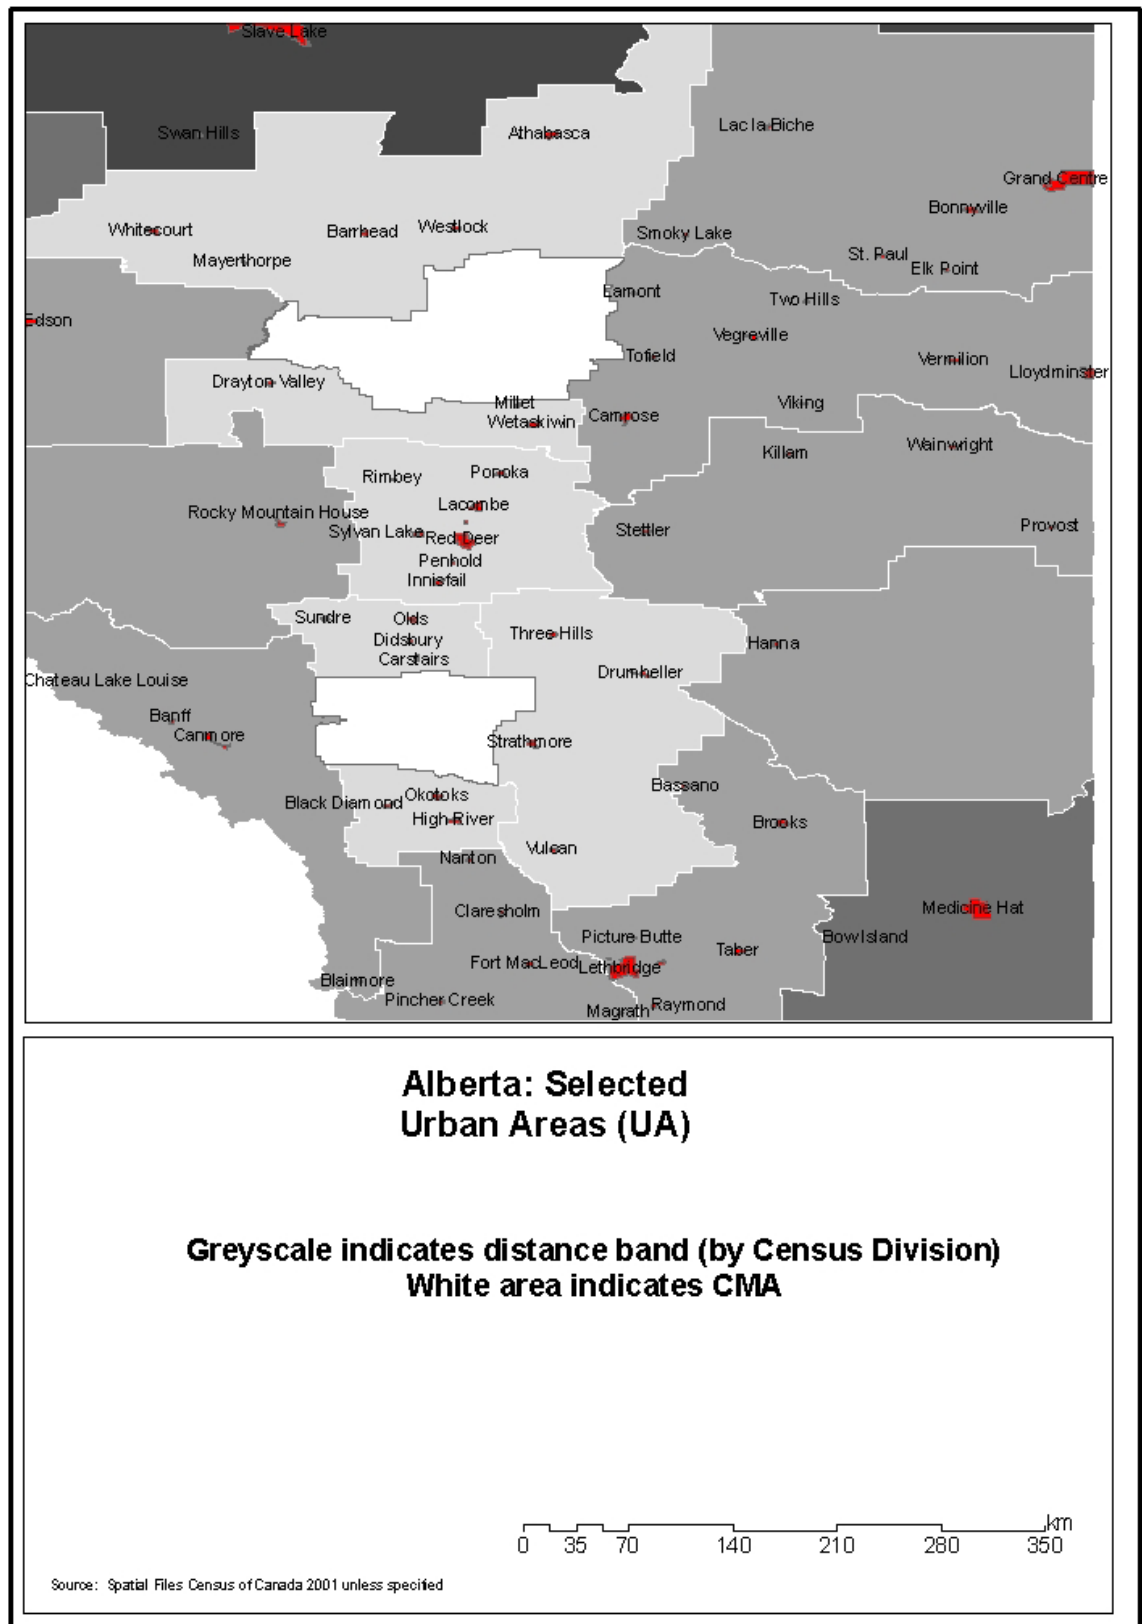 Slave Lake
Swan Hills
Athabasca
Lac la Biche
Grand Centre
Bonnyville
Whitecourt
Barrhead
Westlock
Smoky Lake
Mayerthorpe
St. Paul
Elk Point
Lamont
Two Hills
Edson
Vegreville
Tofield
Vermilion
Lloydminster
Drayton Valley
Millet
Wetaskiwin
Camrose
Viking
Killam
Wainwright
Rimbey
Ponoka
Lacombe
Rocky Mountain House
Sylvan Lake
Red Deer
Stettler
Provost
Penhold
Innisfail
Sundre
Olds
Three Hills
Didsbury
Hanna
Carstairs
Drumheller
Chateau Lake Louise
Banff
Canmore
Strathmore
Bassano
Black Diamond
Okotoks
High River
Brooks
Nanton
Vulcan
Claresholm
Medicine Hat
Picture Butte
Bow Island
Taber
Fort MacLeod
Lethbridge
Blairmore
Pincher Creek
Magrath
Raymond
Alberta: Selected
Urban Areas (UA)
Greyscale indicates distance band (by Census Division)
White area indicates CMA
km
0 35 70 140 210 280 350
Source: Spatial Files Census of Canada 2001 unless specified